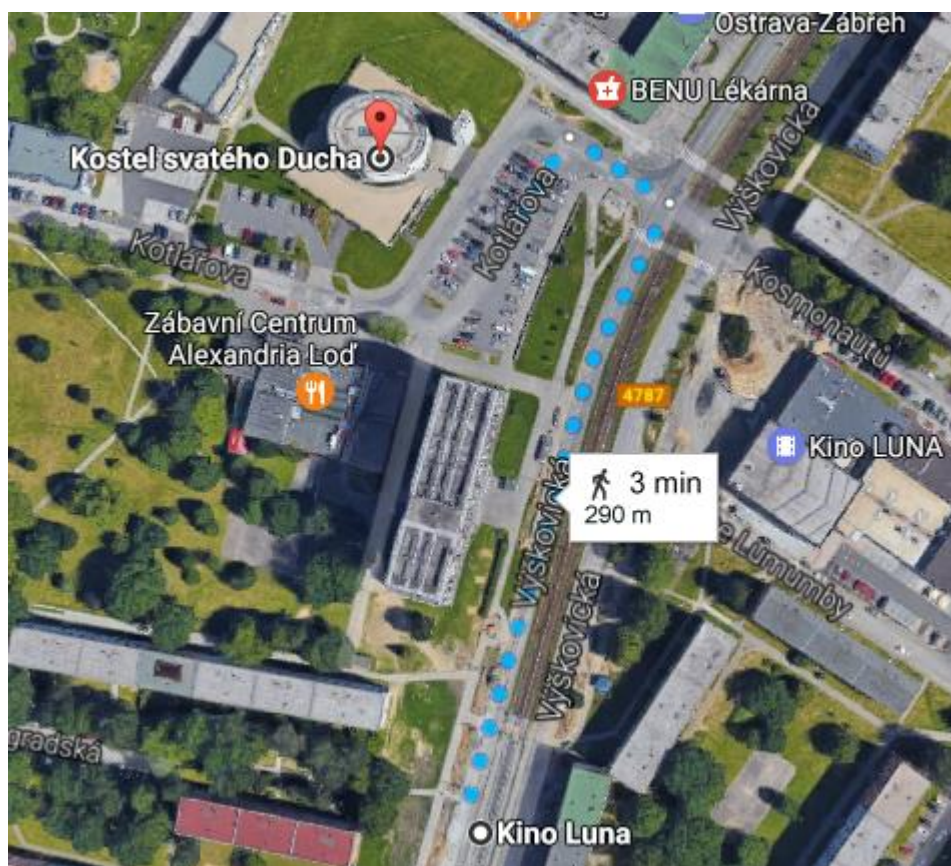 Ostrava-Zábřeh
BENU Lékárna
Kostel svatého Ducha
Výškovická
Kotlářova
Kotlářova
Kosmonautů
Zábavní Centrum
Alexandria Loď
4787
Kino LUNA
3 min
290 m
Výškovická
Lumumby
Výškovická
gradská
Kino Luna